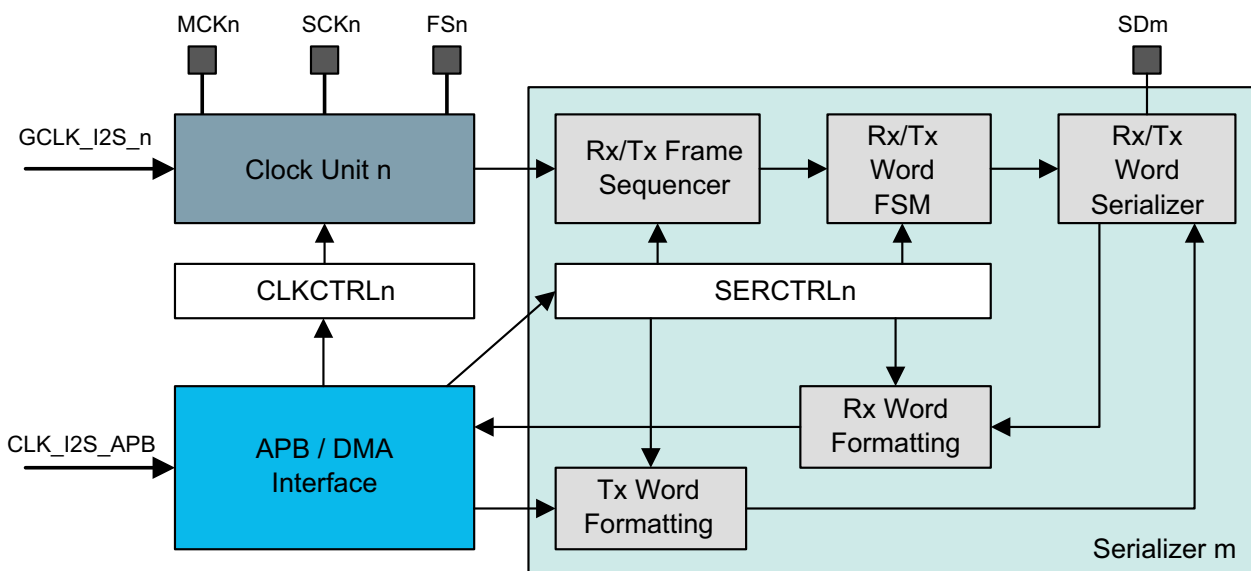 MCKn
SCKn
FSn
SDm
GCLK_I2S_n
Clock Unit n
Rx/Tx Frame
Sequencer
Rx/Tx
Word
FSM
Rx/Tx
Word
Serializer
CLKCTRLn
SERCTRLn
CLK_I2S_APB
APB / DMA
Interface
Rx Word
Formatting
Tx Word
Formatting
Serializer m